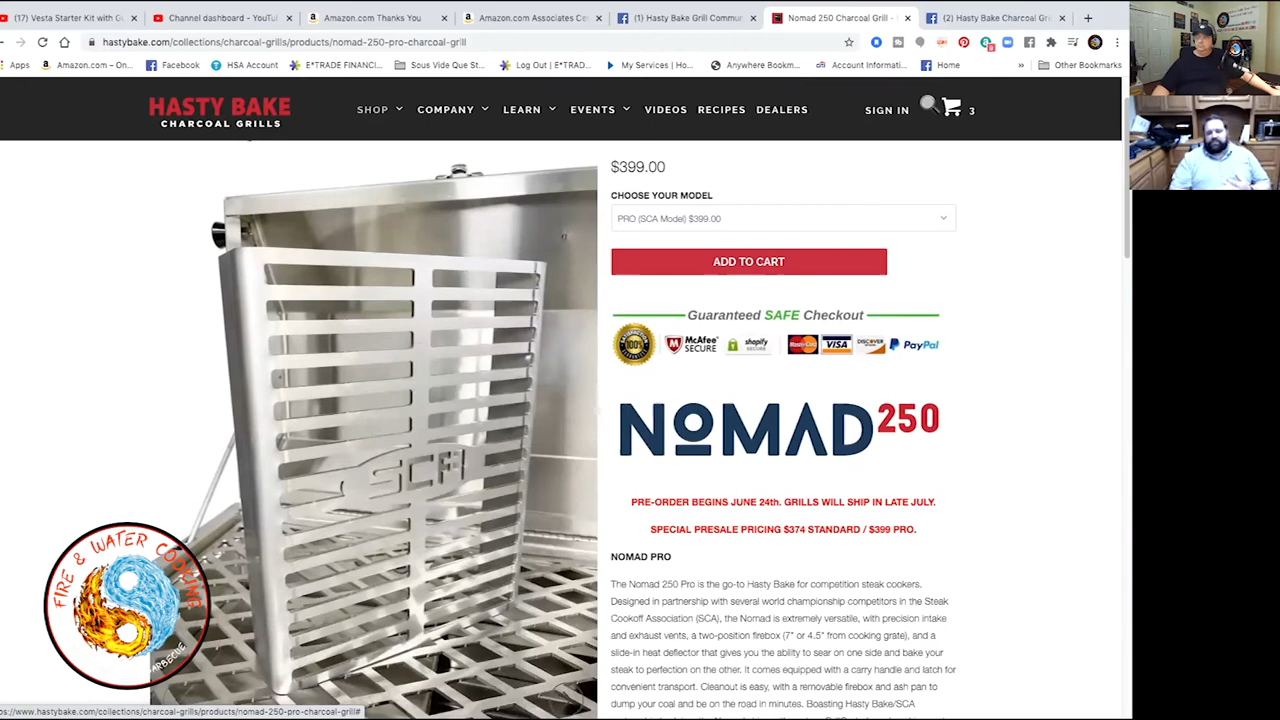 (17) Vesta Starter Kit with G
Channel dashboard - YouTu
Amazon.com Thanks You
Amazon.com Associates Ce
(1) Hasty Bake Grill Commun
Nomad 250 Charcoal Grill -
(2) Hasty Bake Charcoal Gr
hastybake.com/collections/charcoal-grills/products/nomad-250-pro-charcoal-grill
Apps
Amazon.com – On...
Facebook
HSA Account
E*TRADE FINANCI...
Sous Vide Que St...
Log Out | E*TRAD...
My Services | Ho...
Anywhere Bookm...
Account Informati...
Home
»
Other Bookmarks
HASTY BAKE
CHARCOAL GRILLS
SHOP
COMPANY
LEARN
EVENTS
VIDEOS
RECIPES
DEALERS
SIGN IN
3
$399.00
CHOOSE YOUR MODEL
PRO (SCA Model) $399.00
ADD TO CART
Guaranteed SAFE Checkout
100%
McAfee
SECURE
shopify
SECURE
MasterCard
VISA
DISCOVER
PayPal
NOMAD 250
PRE-ORDER BEGINS JUNE 24th. GRILLS WILL SHIP IN LATE JULY.
SPECIAL PRESALE PRICING $374 STANDARD / $399 PRO.
NOMAD PRO
The Nomad 250 Pro is the go-to Hasty Bake for competition steak cookers.
Designed in partnership with several world championship competitors in the Steak
Cookoff Association (SCA), the Nomad is extremely versatile, with precision intake
and exhaust vents, a two-position firebox (7" or 4.5" from cooking grate), and a
slide-in heat deflector that gives you the ability to sear on one side and bake your
steak to perfection on the other. It comes equipped with a carry handle and latch for
convenient transport. Cleanout is easy, with a removable firebox and ash pan to
dump your coal and be on the road in minutes. Boasting Hasty Bake/SCA
SCA
FIRE & WATER COOKING
BARBECUE
ps://www.hastybake.com/collections/charcoal-grills/products/nomad-250-pro-charcoal-grill#